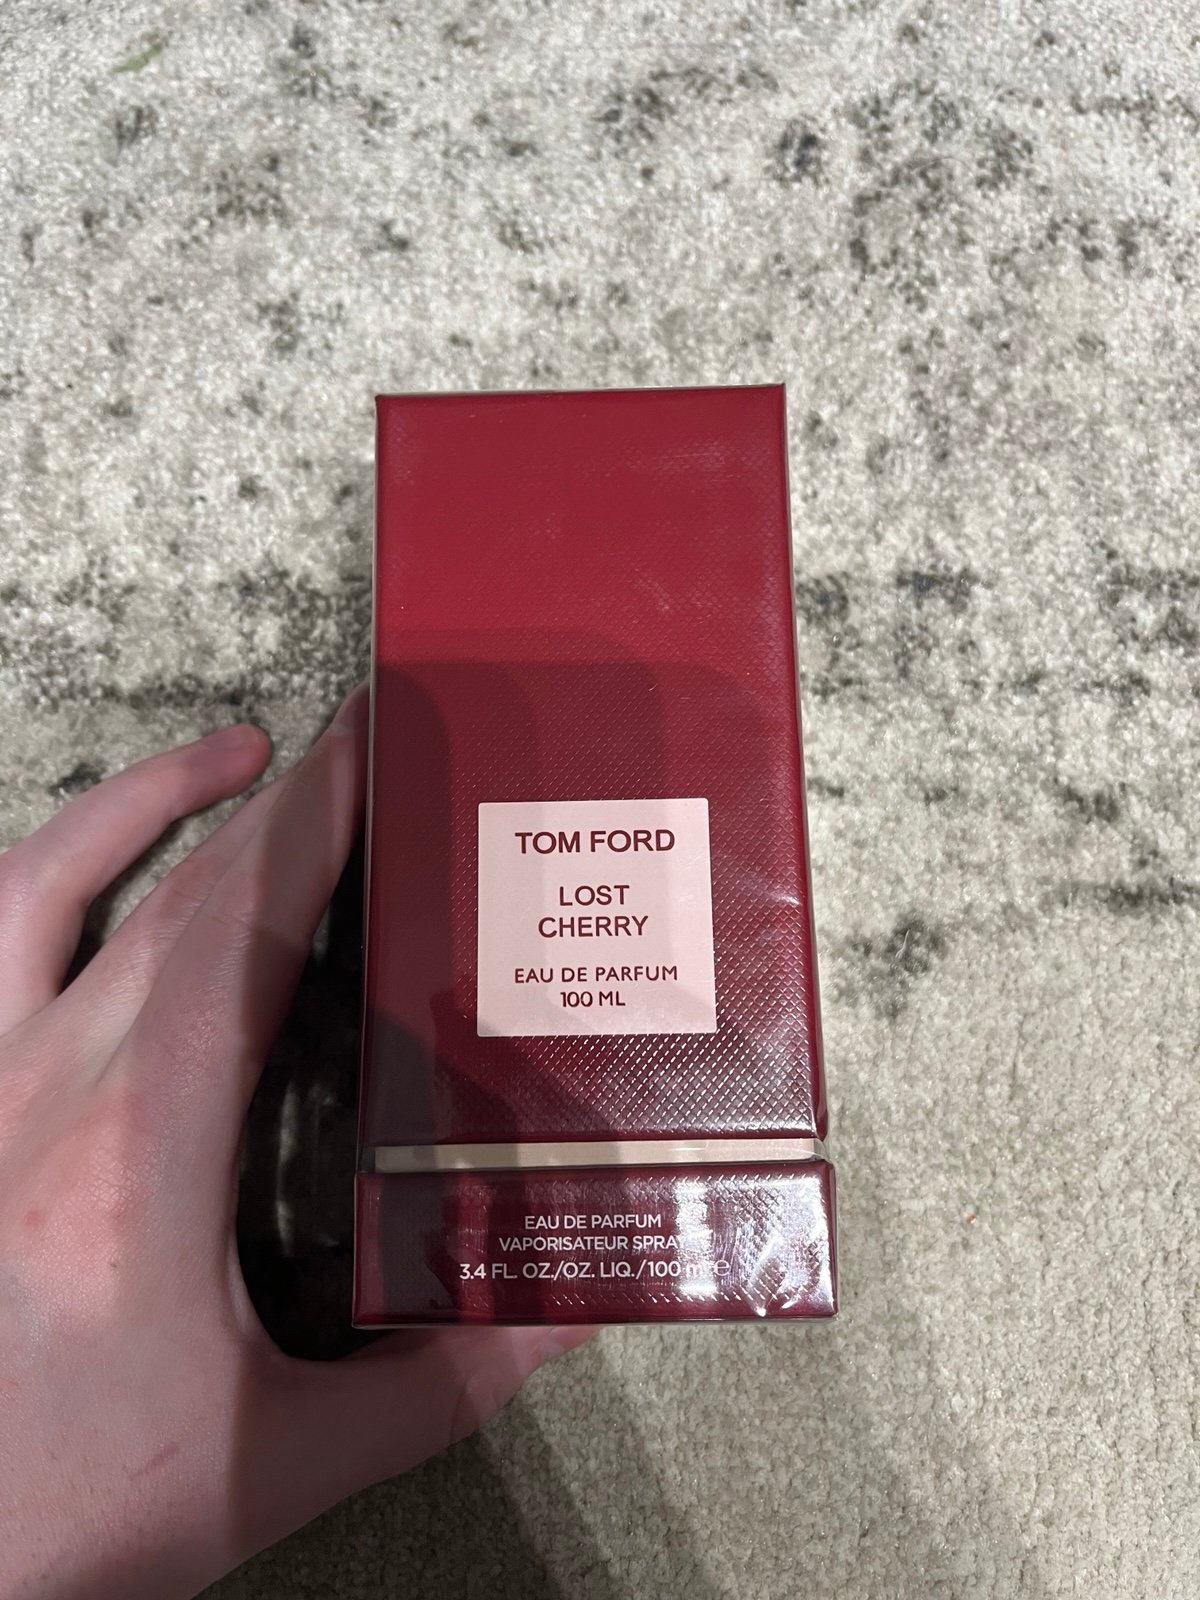 TOM FORD
LOST
CHERRY
EAU DE PARFUM
100 ML
EAU DE PARFUM
VAPORISATEUR SPRAY
3.4 FL. OZ./OZ. LIQ./100 ml ℮